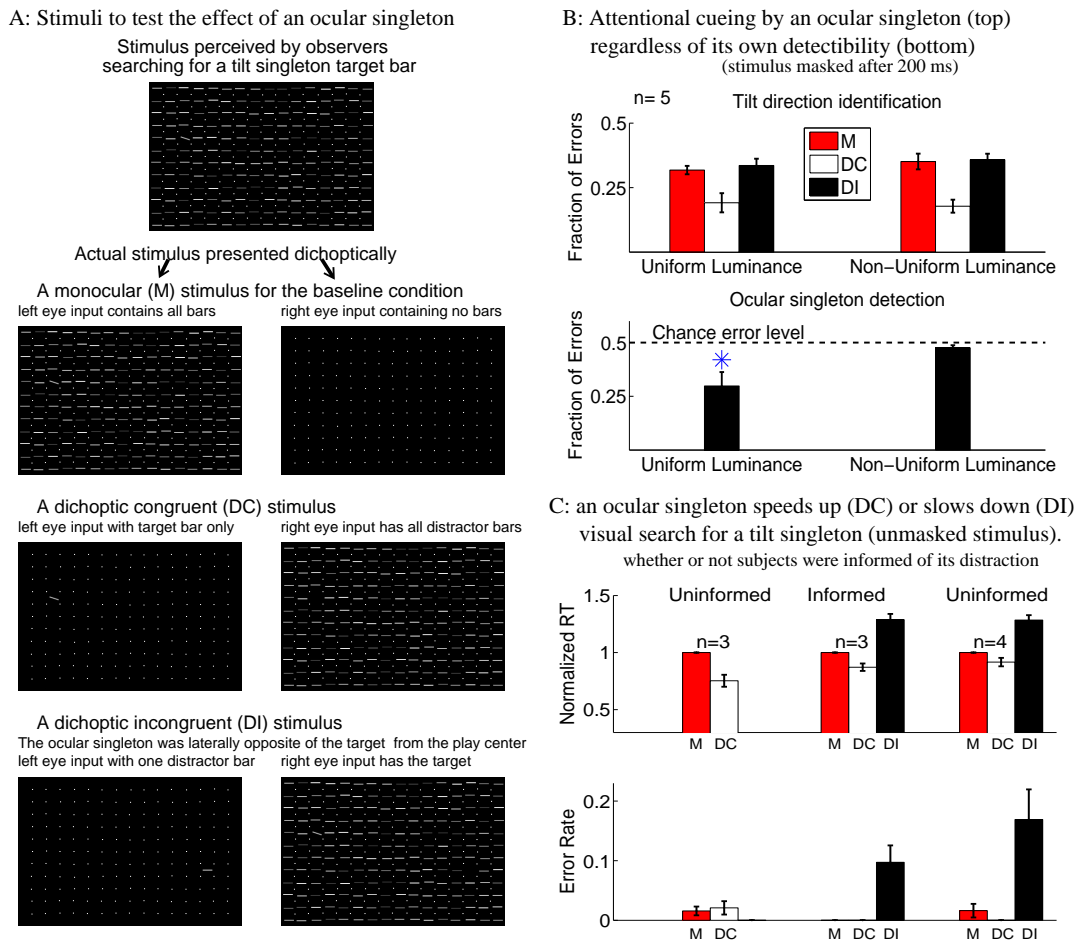 A: Stimuli to test the effect of an ocular singleton
Stimulus perceived by observers
searching for a tilt singleton target bar
Actual stimulus presented dichoptically
A monocular (M) stimulus for the baseline condition
left eye input contains all bars
right eye input containing no bars
A dichoptic congruent (DC) stimulus
left eye input with target bar only
right eye input has all distractor bars
A dichoptic incongruent (DI) stimulus
The ocular singleton was laterally opposite of the target from the play center
left eye input with one distractor bar
right eye input has the target
B: Attentional cueing by an ocular singleton (top)
regardless of its own detectibility (bottom)
(stimulus masked after 200 ms)
n= 5
Tilt direction identification
0.5
0.25
Fraction of Errors
M
DC
DI
Uniform Luminance
Non−Uniform Luminance
Ocular singleton detection
Chance error level
0.5
0.25
Fraction of Errors
Uniform Luminance
Non−Uniform Luminance
C: an ocular singleton speeds up (DC) or slows down (DI)
visual search for a tilt singleton (unmasked stimulus).
whether or not subjects were informed of its distraction
1.5
1
0.5
Normalized RT
Uninformed
Informed
Uninformed
n=3
n=3
n=4
M DC
M DC DI
M DC DI
0.2
0.1
0
Error Rate
M DC
M DC DI
M DC DI